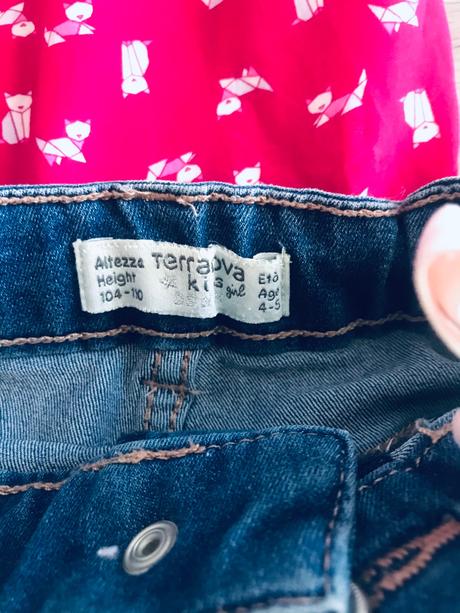 Altezza
Height
104-110
Terranova
kids girl
Età
Age
4-5